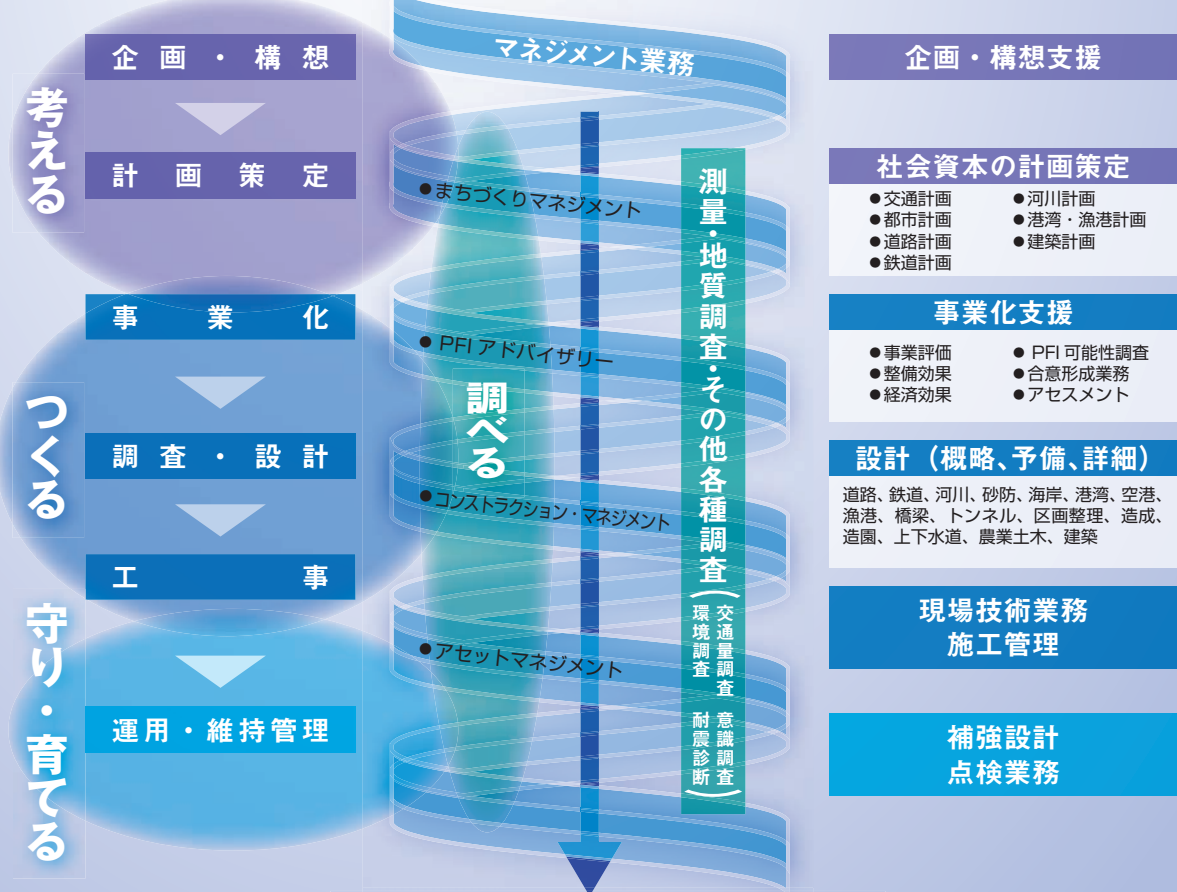 考える
企画・構想
計画策定
つくる
事業化
調査・設計
工事
守り・育てる
運用・維持管理
マネジメント業務
●まちづくりマネジメント
●PFIアドバイザリー
調べる
●コンストラクション・マネジメント
●アセットマネジメント
測量・地質調査・その他各種調査
（交通量調査 意識調査
環境調査 耐震診断）
企画・構想支援
社会資本の計画策定
●交通計画 ●河川計画
●都市計画 ●港湾・漁港計画
●道路計画 ●建築計画
●鉄道計画
事業化支援
●事業評価 ●PFI可能性調査
●整備効果 ●合意形成業務
●経済効果 ●アセスメント
設計（概略、予備、詳細）
道路、鉄道、河川、砂防、海岸、港湾、空港、
漁港、橋梁、トンネル、区画整理、造成、
造園、上下水道、農業土木、建築
現場技術業務
施工管理
補強設計
点検業務